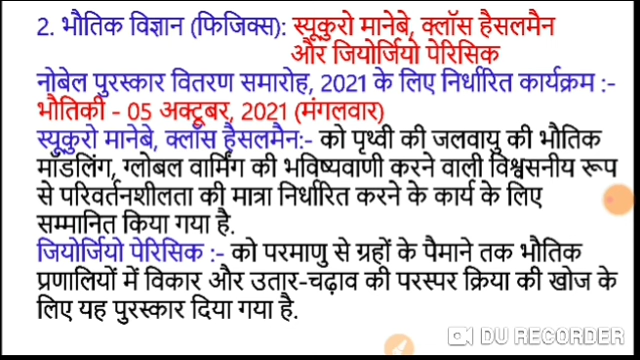 2. भौतिक विज्ञान (फिजिक्स): स्यूकुरो मानेबे, क्लॉस हैसलमैन
और जियोर्जियो पेरिसिक
नोबेल पुरस्कार वितरण समारोह, 2021 के लिए निर्धारित कार्यक्रम :-
भौतिकी - 05 अक्टूबर, 2021 (मंगलवार)
स्यूकुरो मानेबे, क्लॉस हैसलमैन:- को पृथ्वी की जलवायु की भौतिक
मॉडलिंग, ग्लोबल वार्मिंग की भविष्यवाणी करने वाली विश्वसनीय रूप
से परिवर्तनशीलता की मात्रा निर्धारित करने के कार्य के लिए
सम्मानित किया गया है.
जियोर्जियो पेरिसिक :- को परमाणु से ग्रहों के पैमाने तक भौतिक
प्रणालियों में विकार और उतार-चढ़ाव की परस्पर क्रिया की खोज के
लिए यह पुरस्कार दिया गया है.
DU RECORDER